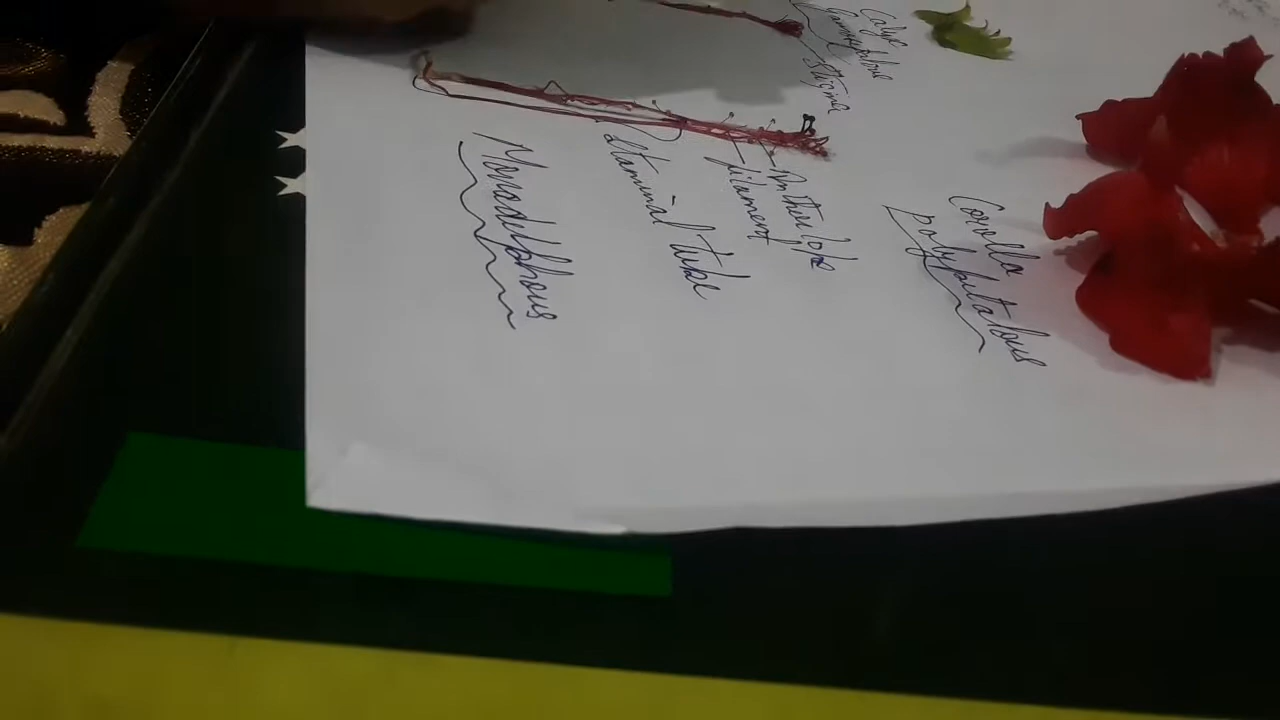 Calyx
Gamosepalous
Stigma
Anther lobe
filament
Staminal tube
Monadelphous
Corolla
polypetalous